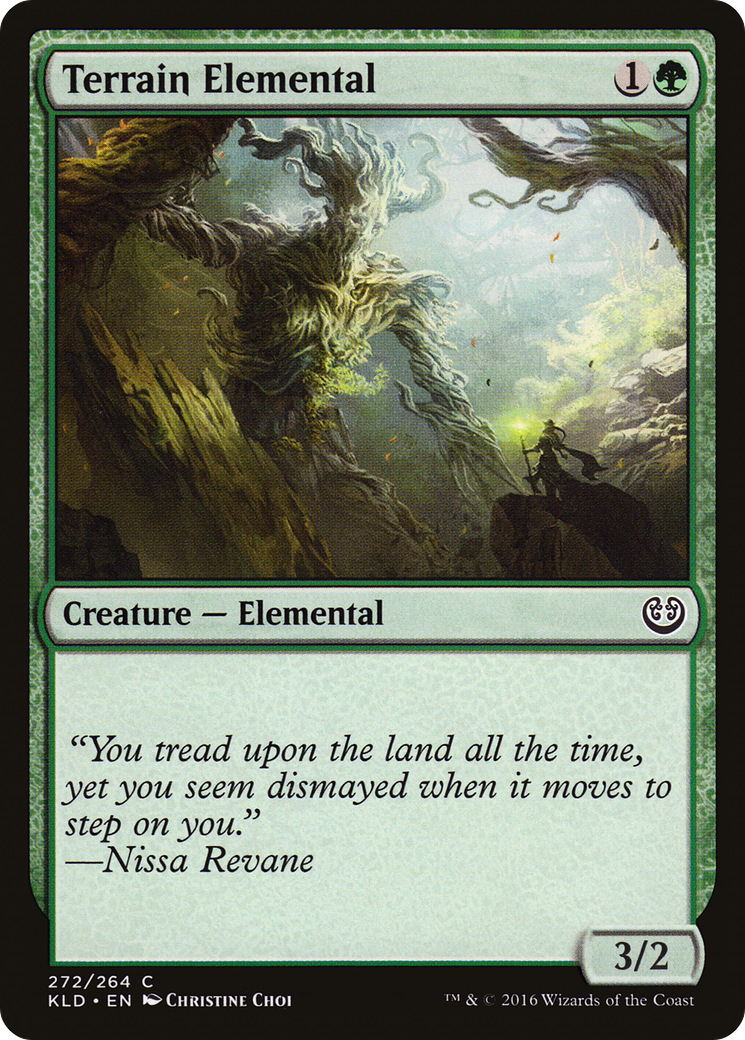 Terrain Elemental
1
Creature — Elemental
“You tread upon the land all the time,
yet you seem dismayed when it moves to
step on you.”
—Nissa Revane
3/2
272/264 C
KLD • EN Christine Choi
™ & © 2016 Wizards of the Coast